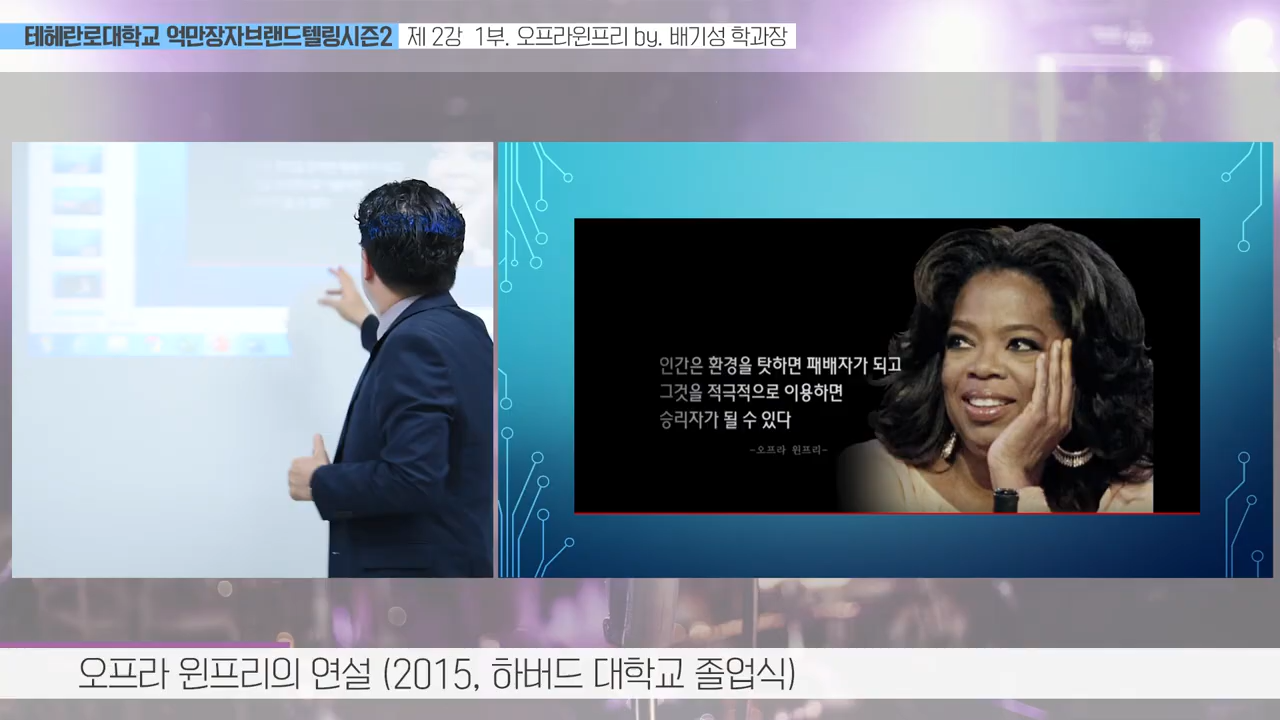 테헤란로대학교 억만장자브랜드텔링시즌2 제 2강 1부. 오프라윈프리 by. 배기성 학과장
인간은 환경을 탓하면 패배자가 되고
그것을 적극적으로 이용하면
승리자가 될 수 있다
-오프라 윈프리-
오프라 윈프리의 연설 (2015, 하버드 대학교 졸업식)